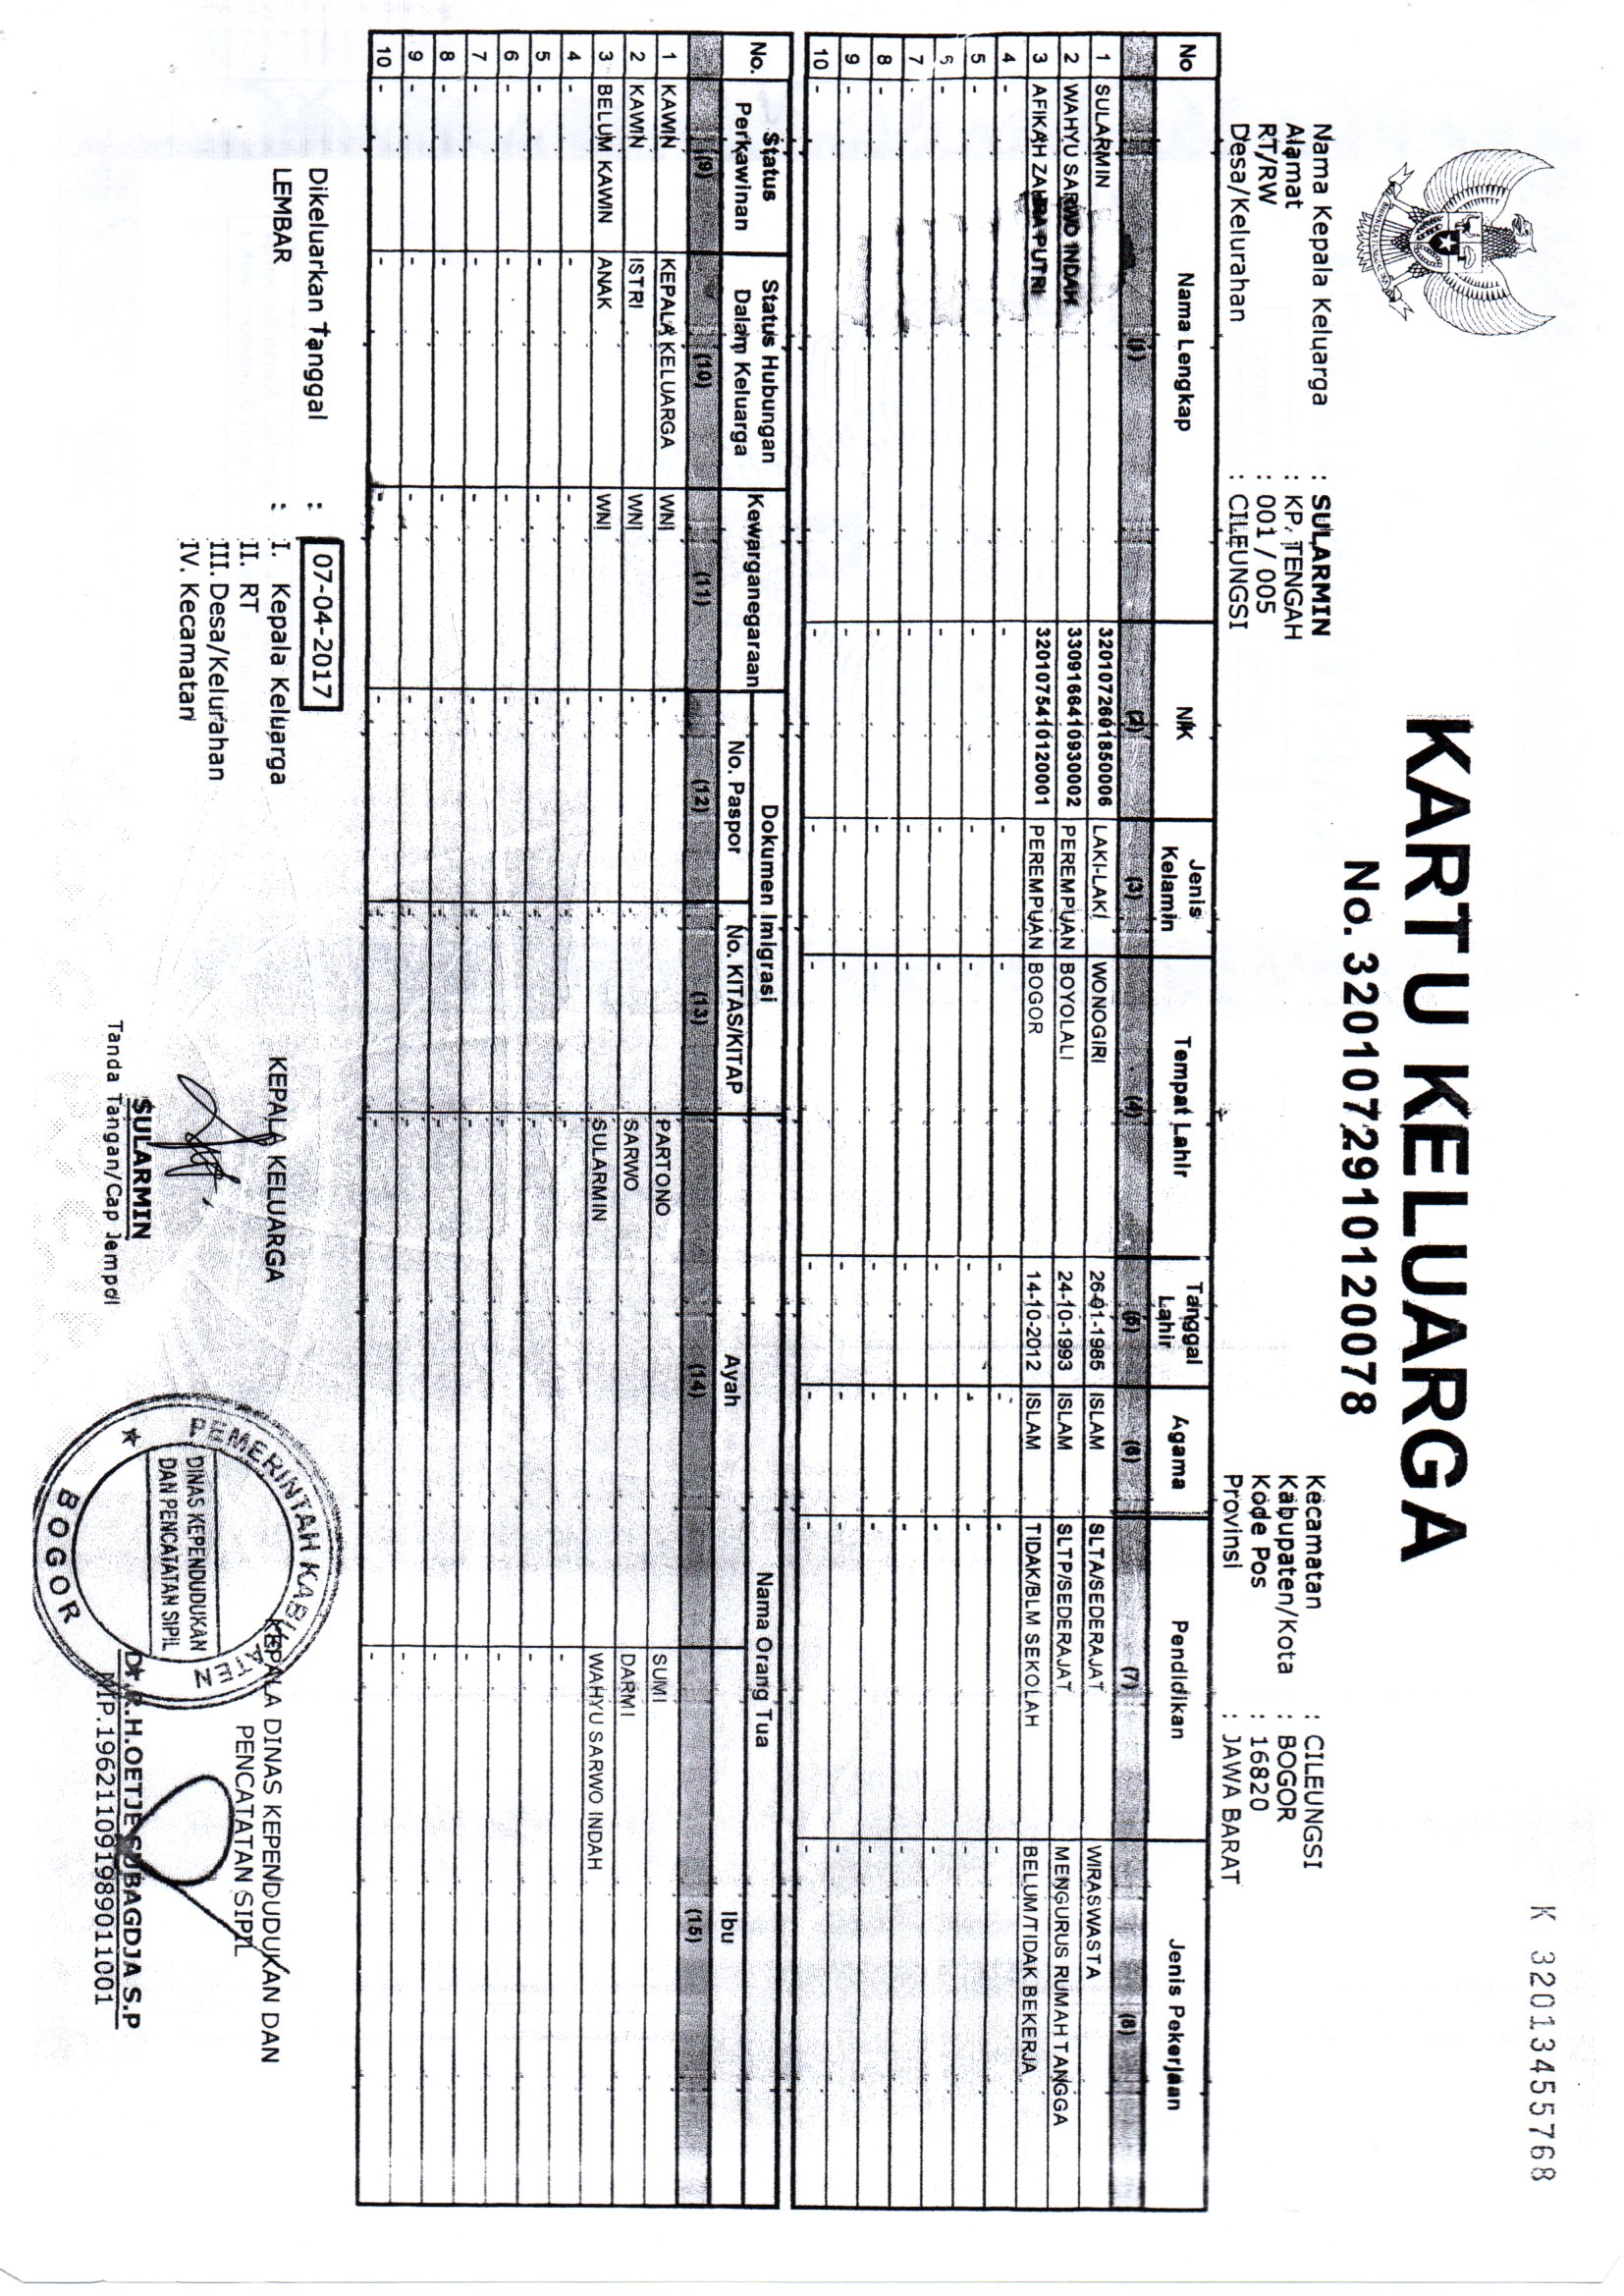 K 32013455768
BHINNEKA TUNGGAL IKA
KARTU KELUARGA
No. 3201072910120078
Nama Kepala Keluarga : SULARMIN
Alamat : KP. TENGAH
RT/RW : 001 / 005
Desa/Kelurahan : CILEUNGSI
Kecamatan : CILEUNGSI
Kabupaten/Kota : BOGOR
Kode Pos : 16820
Provinsi : JAWA BARAT
No Nama Lengkap NIK Jenis Kelamin Tempat Lahir Tanggal Lahir Agama Pendidikan Jenis Pekerjaan
(1) (2) (3) (4) (5) (6) (7) (8)
1 SULARMIN 3201072601850006 LAKI-LAKI WONOGIRI 26-01-1985 ISLAM SLTA/SEDERAJAT WIRASWASTA
2 WAHYU SARWO INDAH 3309166410930002 PEREMPUAN BOYOLALI 24-10-1993 ISLAM SLTP/SEDERAJAT MENGURUS RUMAH TANGGA
3 AFIKAH ZAHRA PUTRI 3201075410120001 PEREMPUAN BOGOR 14-10-2012 ISLAM TIDAK/BLM SEKOLAH BELUM/TIDAK BEKERJA
4 - - - - - - - -
5 - - - - - - - -
6 - - - - - - - -
7 - - - - - - - -
8 - - - - - - - -
9 - - - - - - - -
10 - - - - - - - -
No. Status Perkawinan Status Hubungan Dalam Keluarga Kewarganegaraan Dokumen Imigrasi Nama Orang Tua
No. Paspor No. KITAS/KITAP Ayah Ibu
(9) (10) (11) (12) (13) (14) (15)
1 KAWIN KEPALA KELUARGA WNI - - PARTONO SUMI
2 KAWIN ISTRI WNI - - SARWO DARMI
3 BELUM KAWIN ANAK WNI - - SULARMIN WAHYU SARWO INDAH
4 - - - - - - -
5 - - - - - - -
6 - - - - - - -
7 - - - - - - -
8 - - - - - - -
9 - - - - - - -
10 - - - - - - -
Dikeluarkan Tanggal : 07-04-2017
LEMBAR : I. Kepala Keluarga
II. RT
III. Desa/Kelurahan
IV. Kecamatan
KEPALA KELUARGA
SULARMIN
Tanda Tangan/Cap Jempol
PEMERINTAH KABUPATEN
DINAS KEPENDUDUKAN
DAN PENCATATAN SIPIL
BOGOR
KEPALA DINAS KEPENDUDUKAN DAN
PENCATATAN SIPIL
Dr.R.H.OETJE SUBAGDJA S.P
NIP.196211091989011001